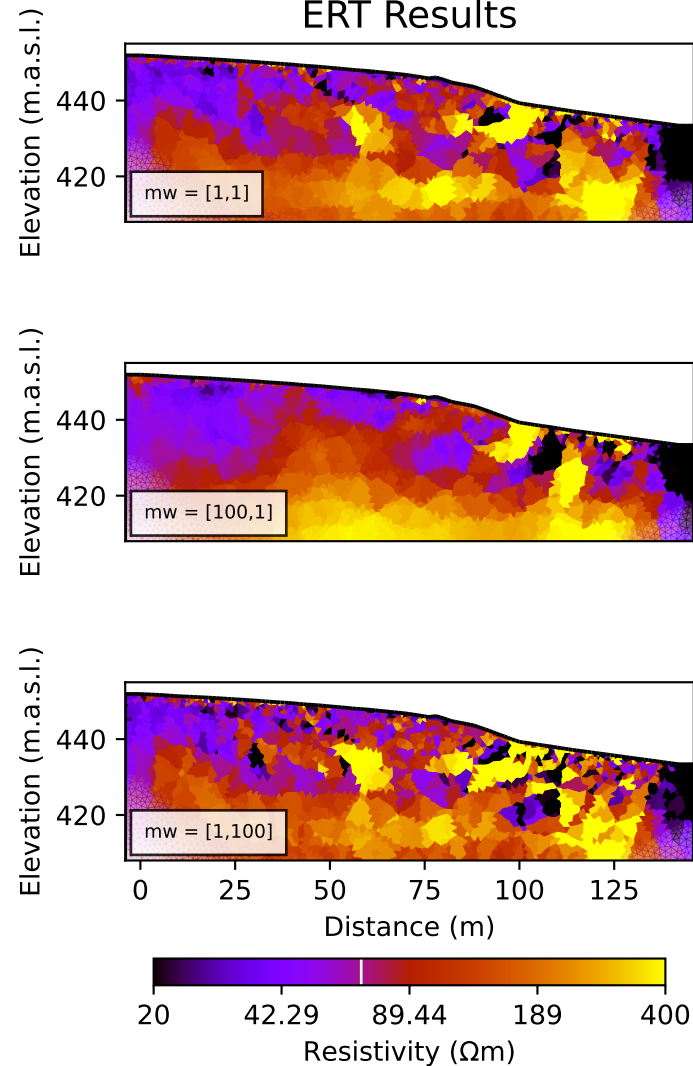 ERT Results
Elevation (m.a.s.l.)
440
420
mw = [1,1]
Elevation (m.a.s.l.)
440
420
mw = [100,1]
Elevation (m.a.s.l.)
440
420
mw = [1,100]
0 25 50 75 100 125
Distance (m)
20 42.29 89.44 189 400
Resistivity (Ωm)